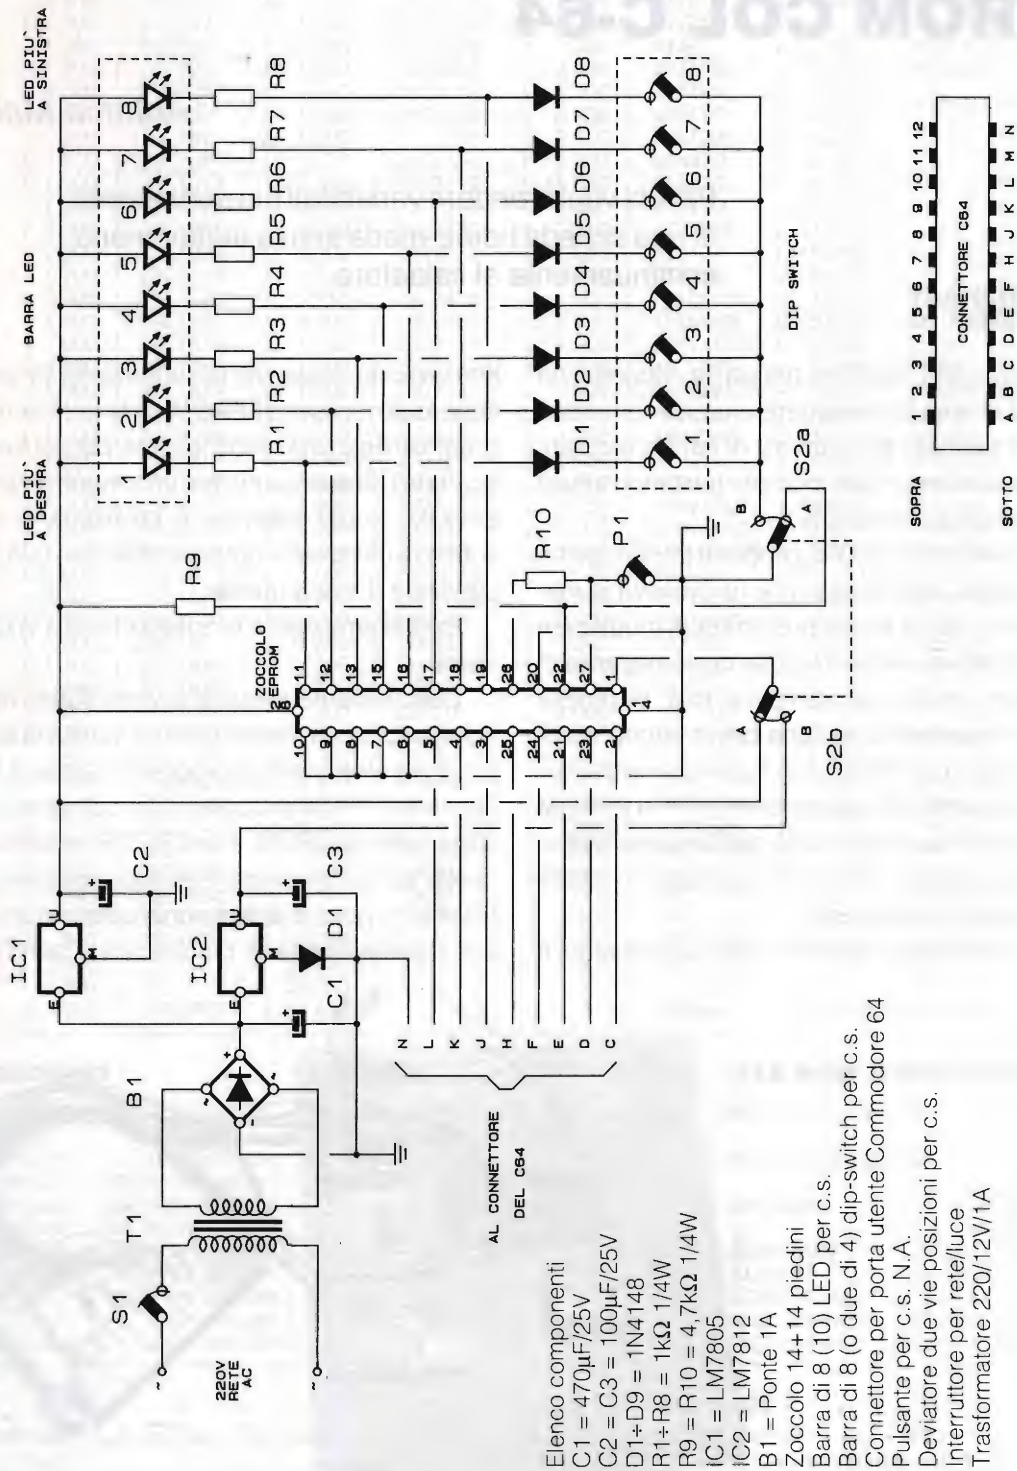 ROM COL C-64
LED PIU'
A SINISTRA
BARRA LED
LED PIU'
A DESTRA
1 2 3 4 5 6 7 8
R1 R2 R3 R4 R5 R6 R7 R8
R9
D1 D2 D3 D4 D5 D6 D7 D8
1 2 3 4 5 6 7 8
DIP SWITCH
R10
P1
S2a
B
A
S2b
A
B
ZOCCOLO
EPROM
28
10 11
9 12
8 13
7 15
6 16
5 17
4 18
3 19
25 26
24 20
21 22
23 27
2 1
14
IC1
E U
M
C2
+
IC2
E U
M
C3
+
D1
C1
+
B1
T1
S1
220V
RETE
AC
N
L
K
J
H
F
E
D
C
AL CONNETTORE
DEL C64
SOPRA
1 2 3 4 5 6 7 8 9 10 11 12
CONNETTORE C64
SOTTO
A B C D E F H J K L M N
Elenco componenti
C1 = 470µF/25V
C2 = C3 = 100µF/25V
D1÷D9 = 1N4148
R1÷R8 = 1kΩ 1/4W
R9 = R10 = 4,7kΩ 1/4W
IC1 = LM7805
IC2 = LM7812
B1 = Ponte 1A
Zoccolo 14+14 piedini
Barra di 8 (10) LED per c.s.
Barra di 8 (o due di 4) dip-switch per c.s.
Connettore per porta utente Commodore 64
Pulsante per c.s. N.A.
Deviatore due vie posizioni per c.s.
Interruttore per rete/luce
Trasformatore 220/12V/1A